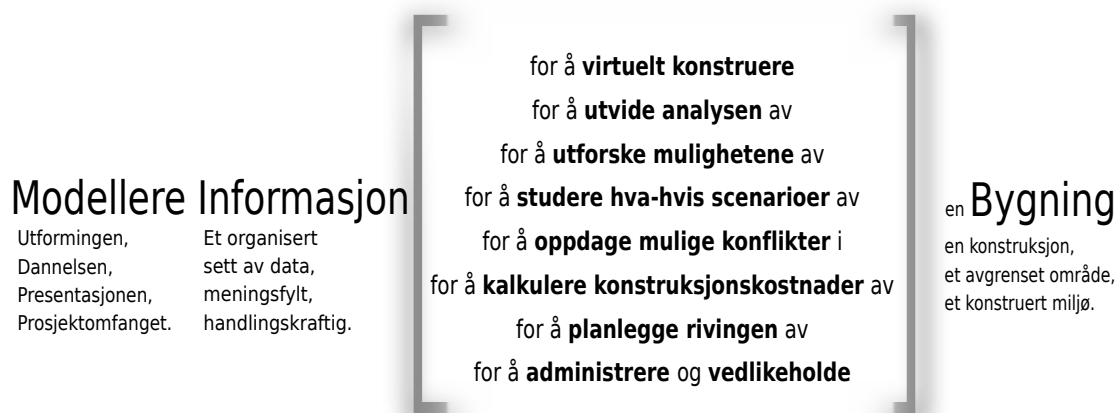 Modellere Informasjon
Utformingen,
Dannelsen,
Presentasjonen,
Prosjektomfanget.
Et organisert
sett av data,
meningsfylt,
handlingskraftig.
for å virtuelt konstruere
for å utvide analysen av
for å utforske mulighetene av
for å studere hva-hvis scenarioer av
for å oppdage mulige konflikter i
for å kalkulere konstruksjonskostnader av
for å planlegge rivingen av
for å administrere og vedlikeholde
en Bygning
en konstruksjon,
et avgrenset område,
et konstruert miljø.